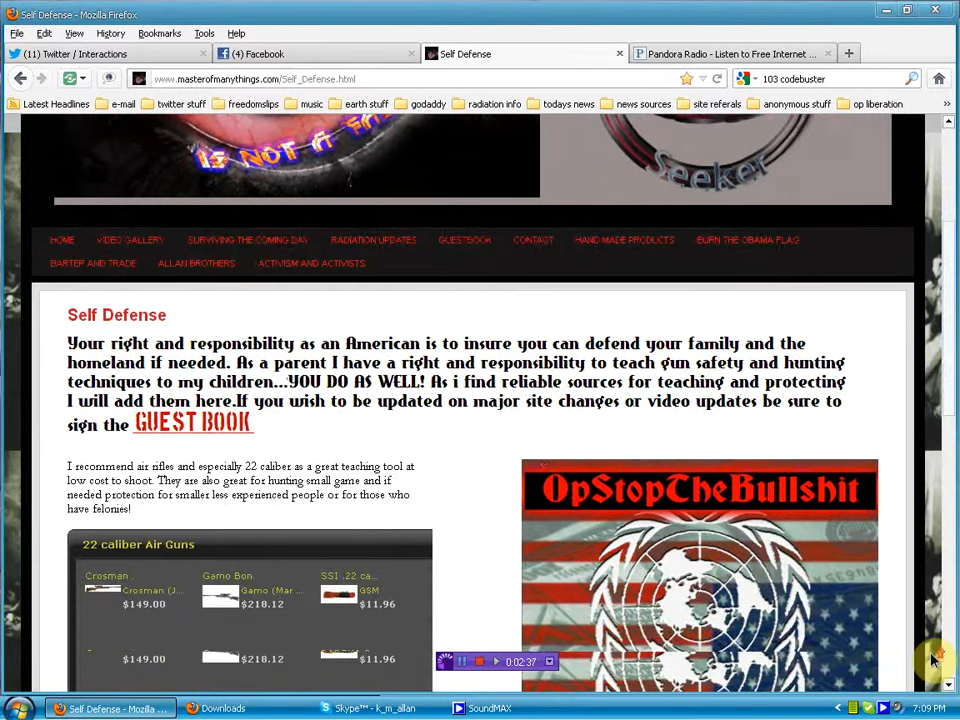 Self Defense - Mozilla Firefox
File Edit View History Bookmarks Tools Help
(11) Twitter / Interactions
(4) Facebook
Self Defense
Pandora Radio - Listen to Free Internet ...
www.masterofmanythings.com/Self_Defense.html
103 codebuster
Latest Headlines e-mail twitter stuff freedomslips music earth stuff godaddy radiation info todays news news sources site referals anonymous stuff op liberation
IS NOT A
Seeker
HOME VIDEO GALLERY SURVIVING THE COMING DAY RADIATION UPDATES GUESTBOOK CONTACT HAND MADE PRODUCTS BURN THE OBAMA FLAG
BARTER AND TRADE ALLAN BROTHERS ACTIVISM AND ACTIVISTS
Self Defense
Your right and responsibility as an American is to insure you can defend your family and the
homeland if needed. As a parent I have a right and responsibility to teach gun safety and hunting
techniques to my children...YOU DO AS WELL! As i find reliable sources for teaching and protecting
I will add them here.If you wish to be updated on major site changes or video updates be sure to
sign the GUEST BOOK
I recommend air rifles and especially 22 caliber as a great teaching tool at
low cost to shoot. They are also great for hunting small game and if
needed protection for smaller less experienced people or for those who
have felonies!
OpStopTheBullshit
22 caliber Air Guns
Crosman . Gamo Bon. SSI .22 ca...
Crosman (J... Gamo (Mar ... GSM
$149.00 $218.12 $11.96
$149.00 $218.12 $11.96
0:02:37
Self Defense - Mozilla ... Downloads Skype™ - k_m_allan SoundMAX 7:09 PM